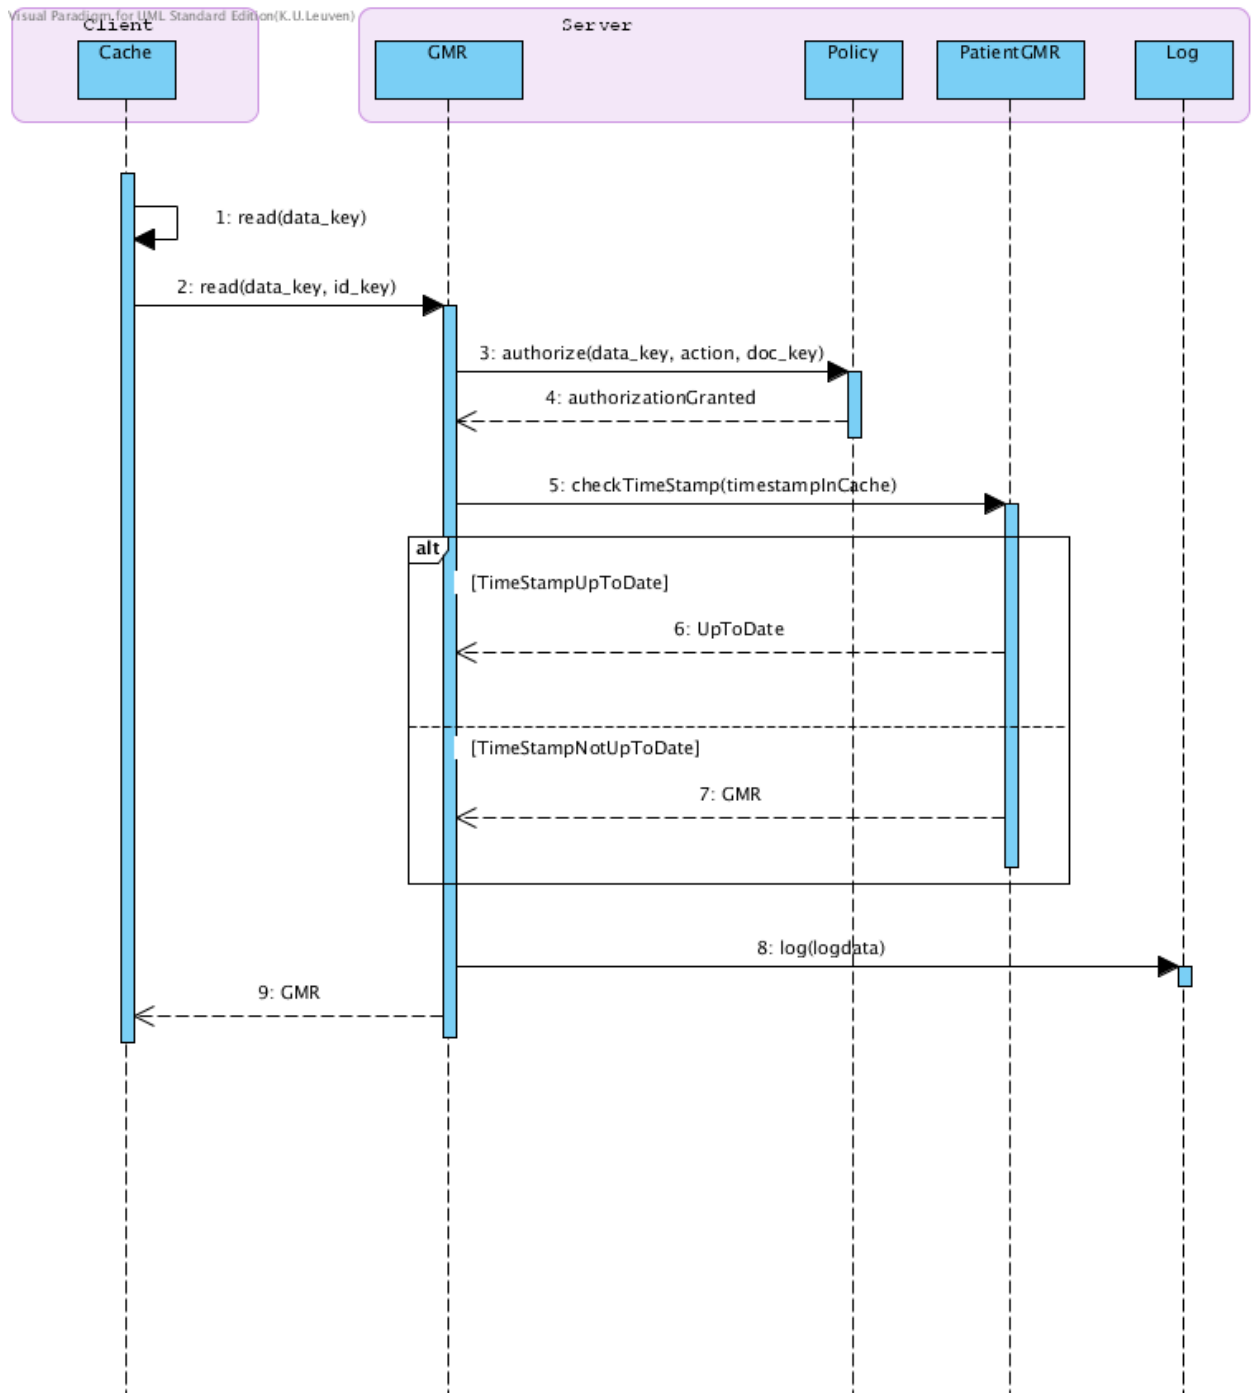 Visual Paradigm for UML Standard Edition(K.U.Leuven)
Client
Server
Cache
GMR
Policy
PatientGMR
Log
1: read(data_key)
2: read(data_key, id_key)
3: authorize(data_key, action, doc_key)
4: authorizationGranted
5: checkTimeStamp(timestampInCache)
alt
[TimeStampUpToDate]
6: UpToDate
[TimeStampNotUpToDate]
7: GMR
8: log(logdata)
9: GMR